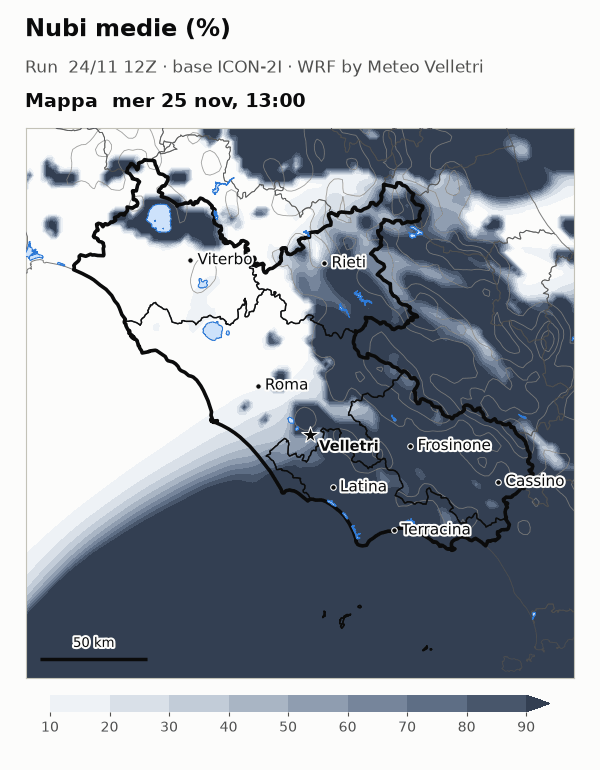 Nubi medie (%)
Run  24/11 12Z · base ICON-2I · WRF by Meteo Velletri
Mappa  mer 25 nov, 13:00
Viterbo
Rieti
Roma
Velletri
Frosinone
Cassino
Latina
Terracina
50 km
10 20 30 40 50 60 70 80 90